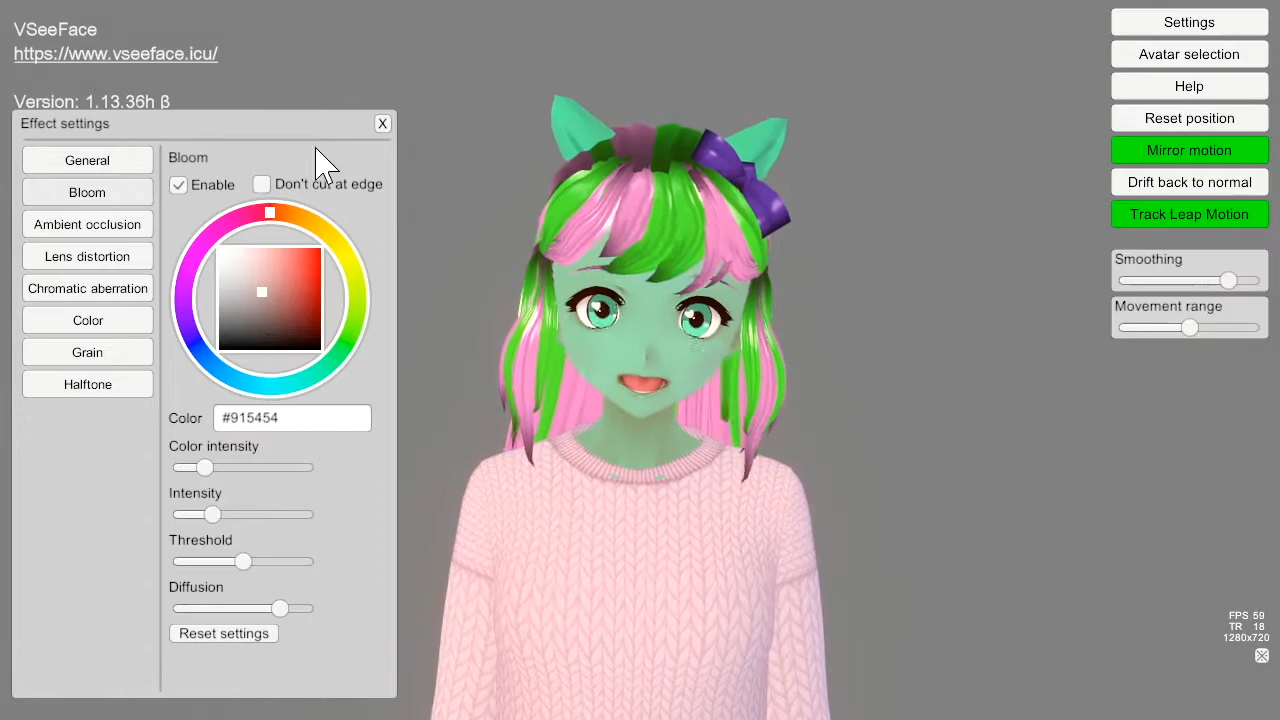 VSeeFace
https://www.vseeface.icu/
Version: 1.13.36h β
Effect settings
X
General
Bloom
Ambient occlusion
Lens distortion
Chromatic aberration
Color
Grain
Halftone
Bloom
Enable
Don't cut at edge
Color
#915454
Color intensity
Intensity
Threshold
Diffusion
Reset settings
Settings
Avatar selection
Help
Reset position
Mirror motion
Drift back to normal
Track Leap Motion
Smoothing
Movement range
FPS 59
TR 18
1280x720